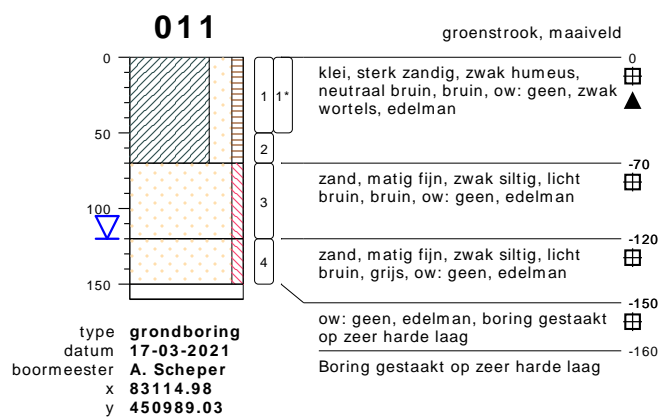 011
groenstrook, maaiveld
0
0
klei, sterk zandig, zwak humeus,
neutraal bruin, bruin, ow: geen, zwak
wortels, edelman
1
1*
50
2
-70
zand, matig fijn, zwak siltig, licht
bruin, bruin, ow: geen, edelman
3
100
-120
zand, matig fijn, zwak siltig, licht
bruin, grijs, ow: geen, edelman
4
150
-150
ow: geen, edelman, boring gestaakt
op zeer harde laag
-160
Boring gestaakt op zeer harde laag
type grondboring
datum 17-03-2021
boormeester A. Scheper
x 83114.98
y 450989.03